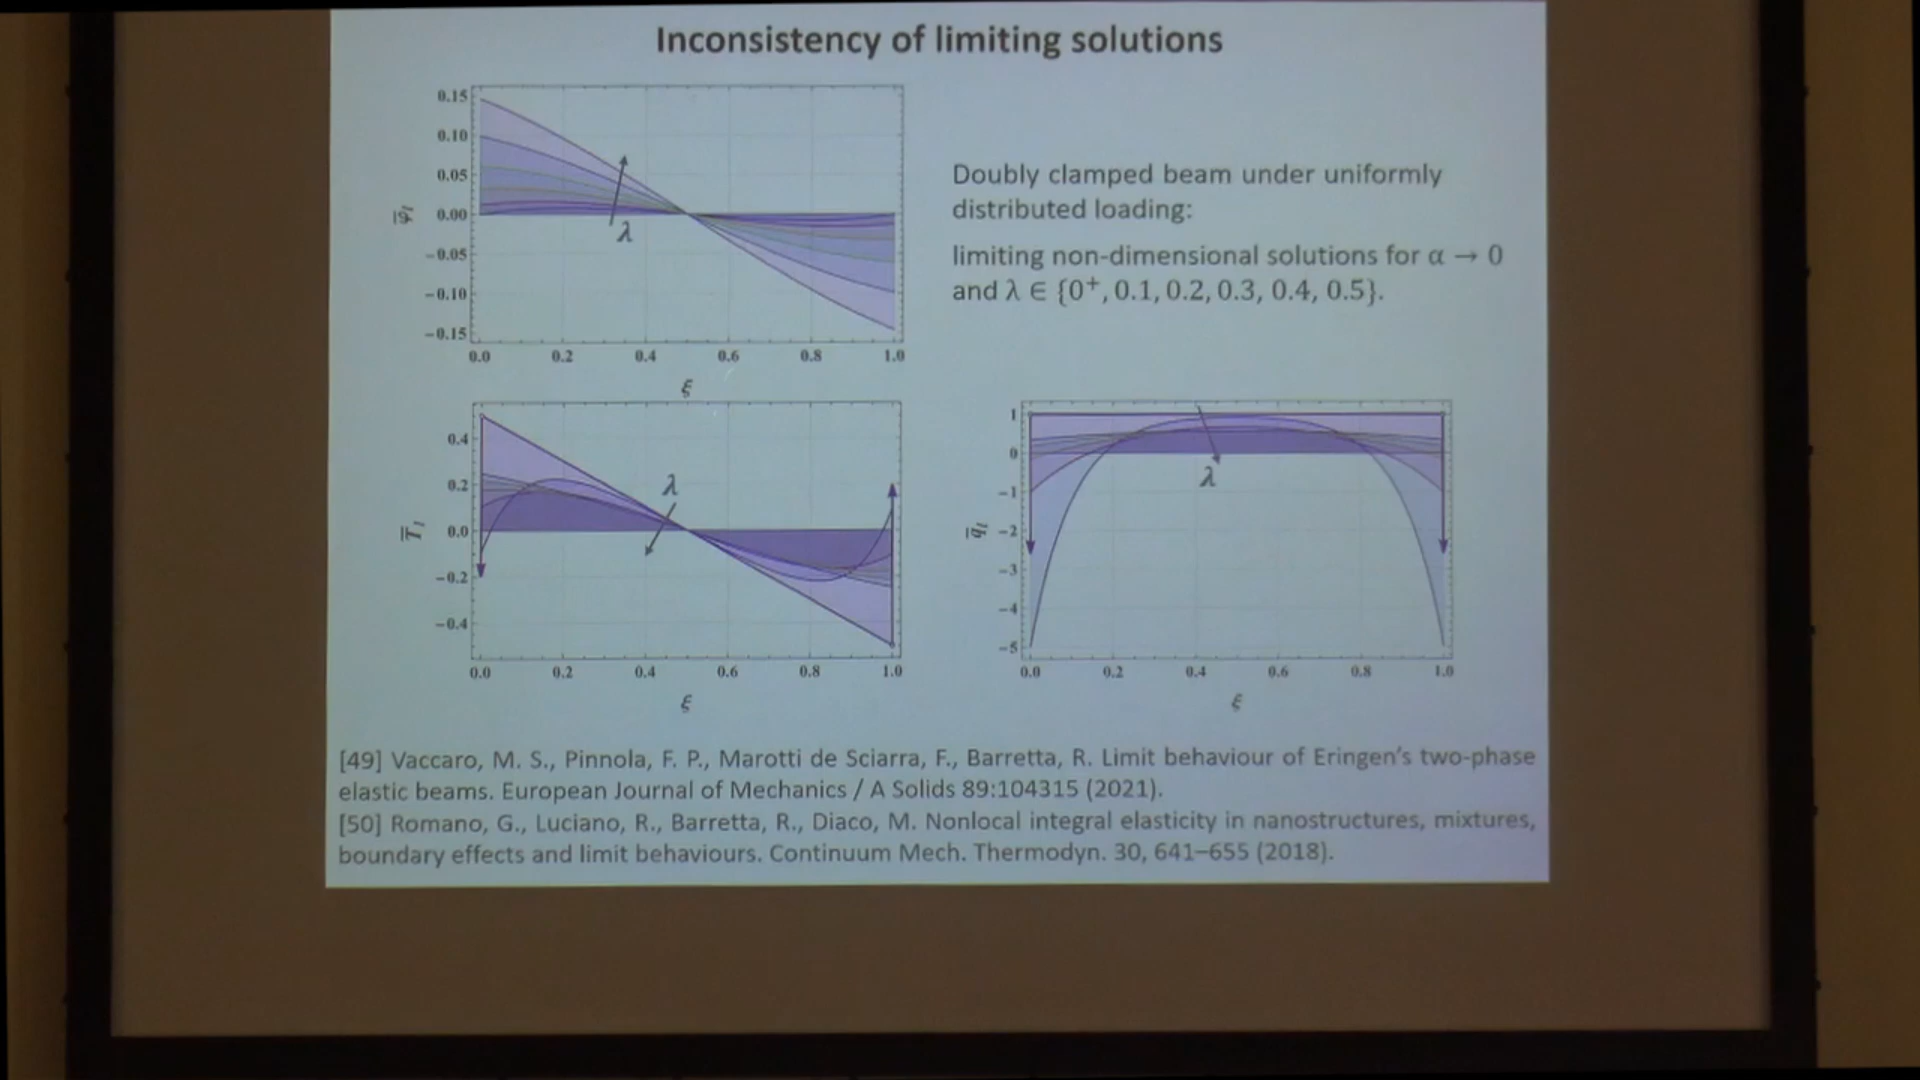 Inconsistency of limiting solutions
0.15
0.10
0.05
0.00
−0.05
−0.10
−0.15
0.0 0.2 0.4 0.6 0.8 1.0
λ
ξ
Doubly clamped beam under uniformly
distributed loading:
limiting non-dimensional solutions for α → 0
and λ ∈ {0⁺, 0.1, 0.2, 0.3, 0.4, 0.5}.
0.4
0.2
0.0
−0.2
−0.4
0.0 0.2 0.4 0.6 0.8 1.0
λ
ξ
1
0
−1
−2
−3
−4
−5
0.0 0.2 0.4 0.6 0.8 1.0
λ
ξ
[49] Vaccaro, M. S., Pinnola, F. P., Marotti de Sciarra, F., Barretta, R. Limit behaviour of Eringen's two-phase
elastic beams. European Journal of Mechanics / A Solids 89:104315 (2021).
[50] Romano, G., Luciano, R., Barretta, R., Diaco, M. Nonlocal integral elasticity in nanostructures, mixtures,
boundary effects and limit behaviours. Continuum Mech. Thermodyn. 30, 641–655 (2018).